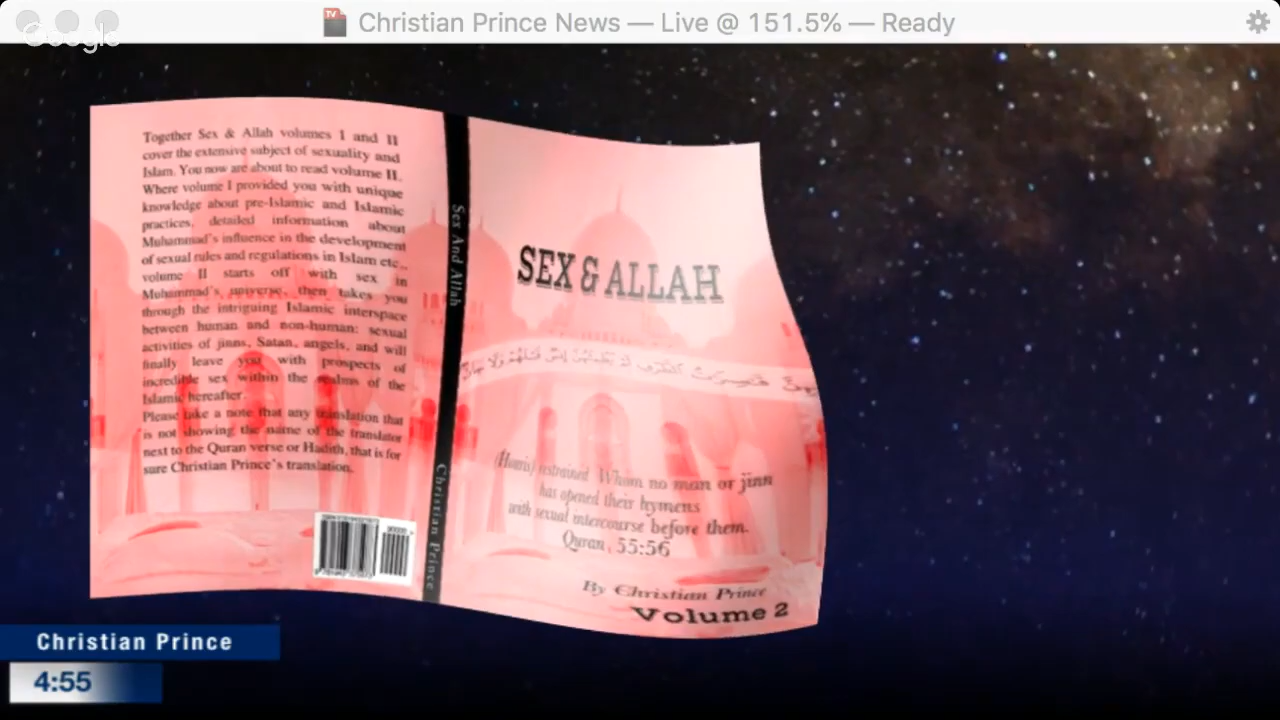 Christian Prince News — Live @ 151.5% — Ready
Google
Together Sex & Allah volumes I and II
cover the extensive subject of sexuality and
Islam. You now are about to read volume II.
Where volume I provided you with unique
knowledge about pre-Islamic and Islamic
practices, detailed information about
Muhammad's influence in the development
of sexual rules and regulations in Islam etc.,
volume II starts off with sex in
Muhammad's universe, then takes you
through the intriguing Islamic interspace
between human and non-human: sexual
activities of jinns, Satan, angels, and will
finally leave you with prospects of
incredible sex within the realms of the
Islamic hereafter.
Please take a note that any translation that
is not showing the name of the translator
next to the Quran verse or Hadith, that is for
sure Christian Prince's translation.
Sex And Allah
Christian Prince
SEX & ALLAH
(Houris) restrained Whom no man or jinn
has opened their hymens
with sexual intercourse before them.
Quran, 55:56
By Christian Prince
Volume 2
Christian Prince
4:55